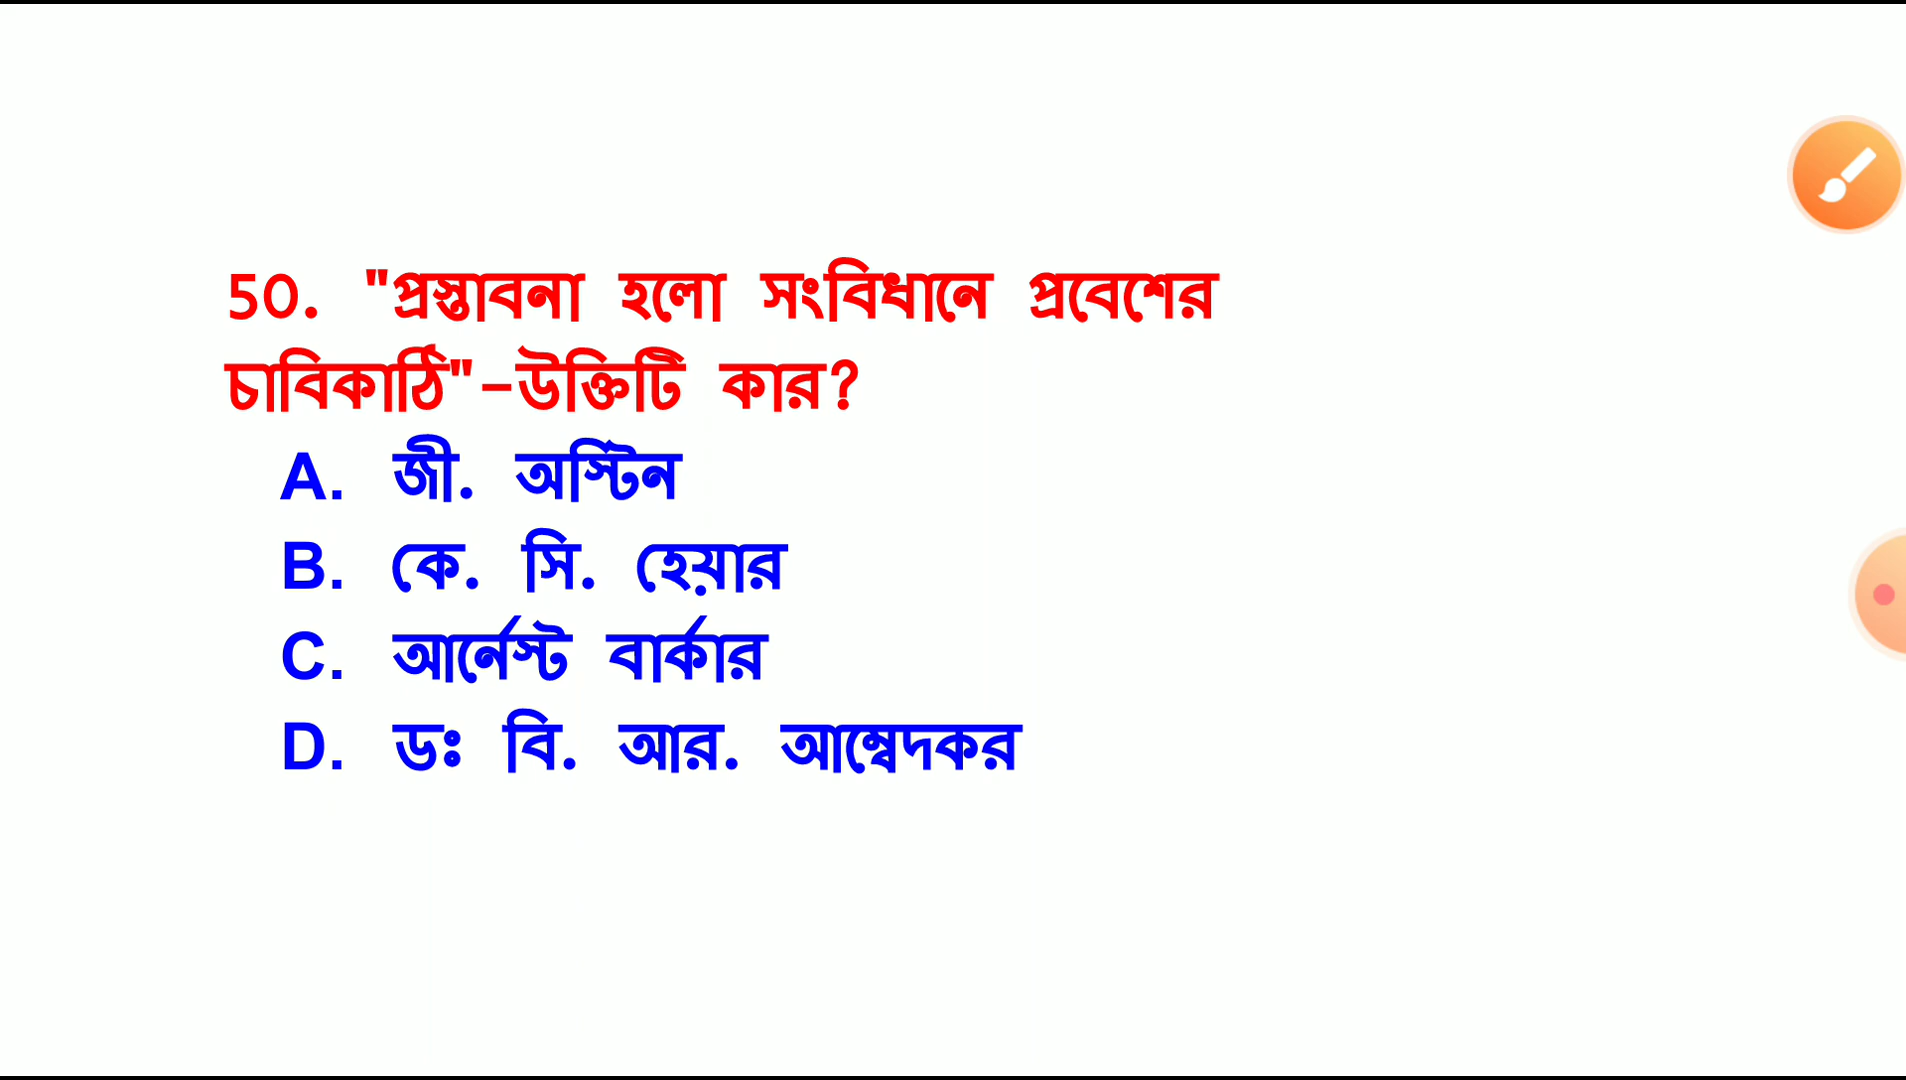 50. "প্রস্তাবনা হলো সংবিধানে প্রবেশের
চাবিকাঠি"-উক্তিটি কার?
A. জী. অস্টিন
B. কে. সি. হেয়ার
C. আর্নেস্ট বার্কার
D. ডঃ বি. আর. আম্বেদকর